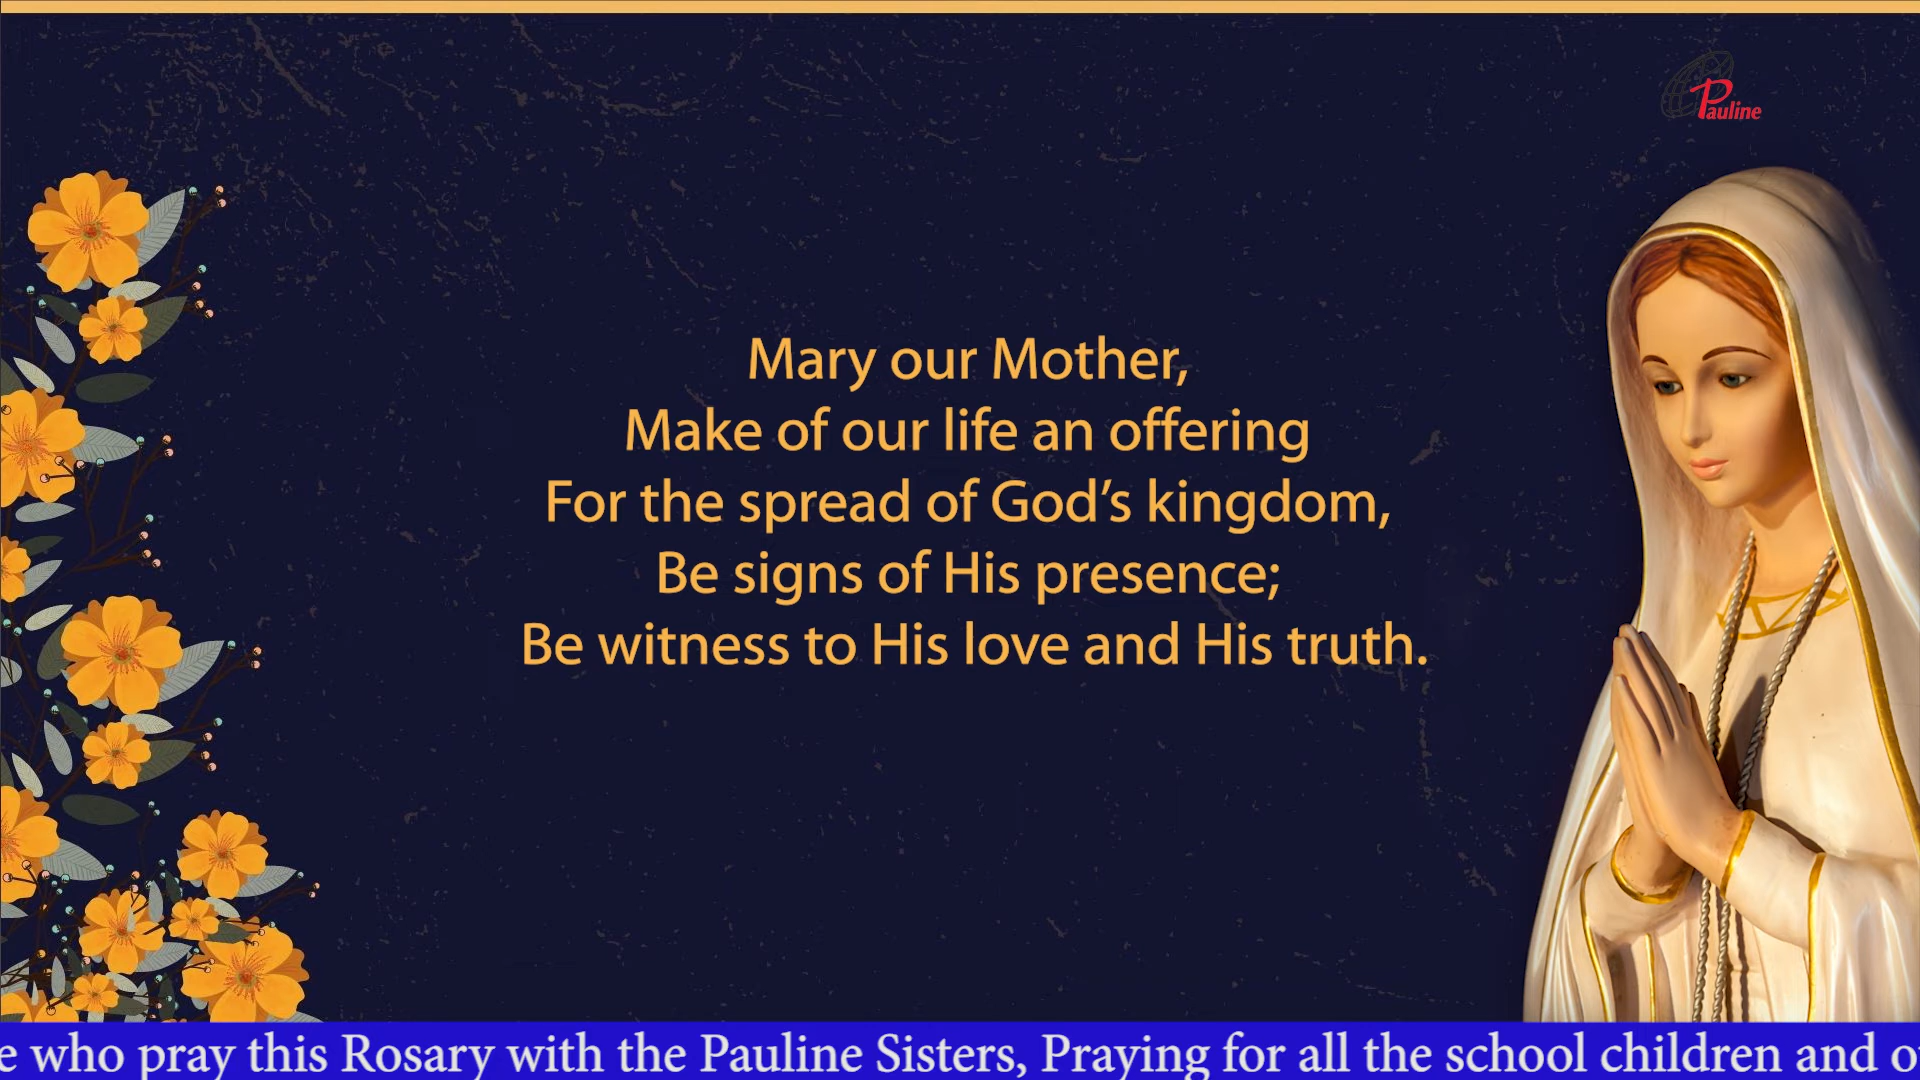 Pauline
Mary our Mother,
Make of our life an offering
For the spread of God’s kingdom,
Be signs of His presence;
Be witness to His love and His truth.
e who pray this Rosary with the Pauline Sisters, Praying for all the school children and o